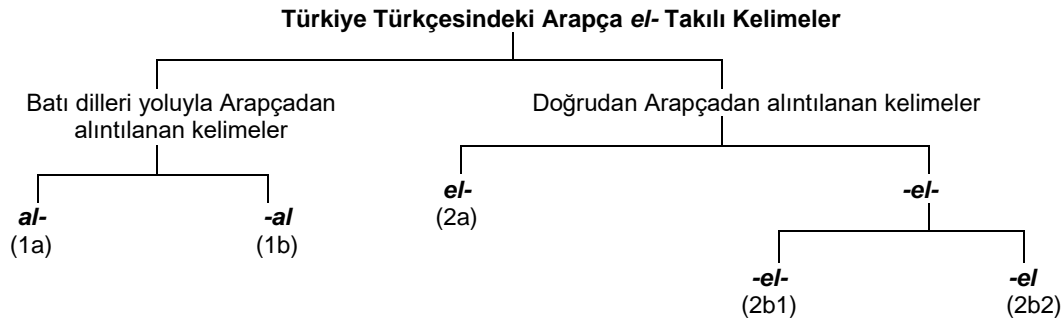 Türkiye Türkçesindeki Arapça el- Takılı Kelimeler
Batı dilleri yoluyla Arapçadan
alıntılanan kelimeler
Doğrudan Arapçadan alıntılanan kelimeler
al-
(1a)
-al
(1b)
el-
(2a)
-el-
-el-
(2b1)
-el
(2b2)